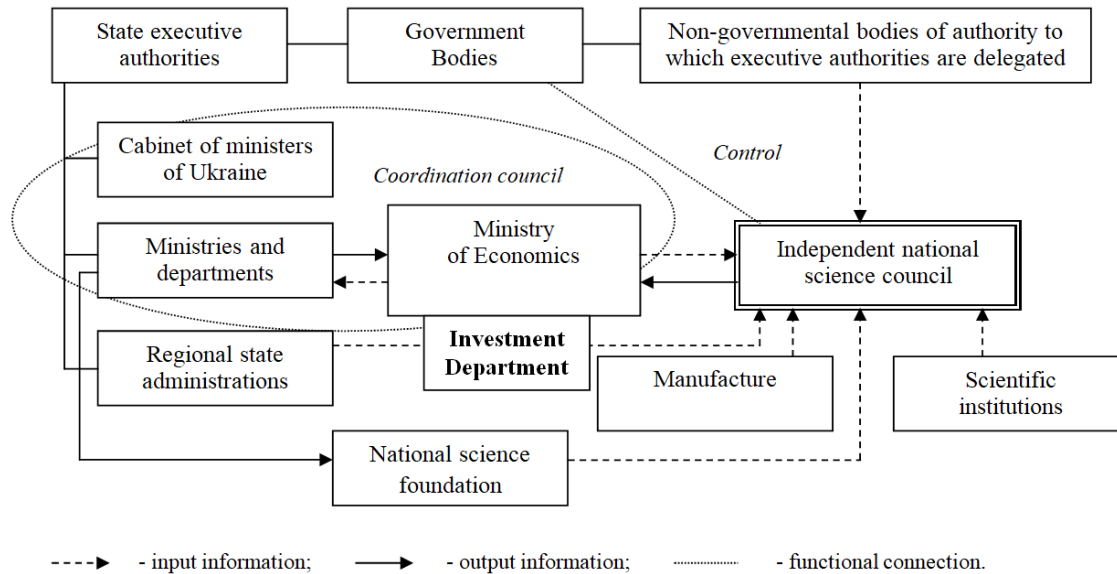 State executive
authorities
Government
Bodies
Non-governmental bodies of authority to
which executive authorities are delegated
Cabinet of ministers
of Ukraine
Coordination council
Control
Ministries and
departments
Ministry
of Economics
Independent national
science council
Regional state
administrations
Investment
Department
Manufacture
Scientific
institutions
National science
foundation
- input information;
- output information;
- functional connection.